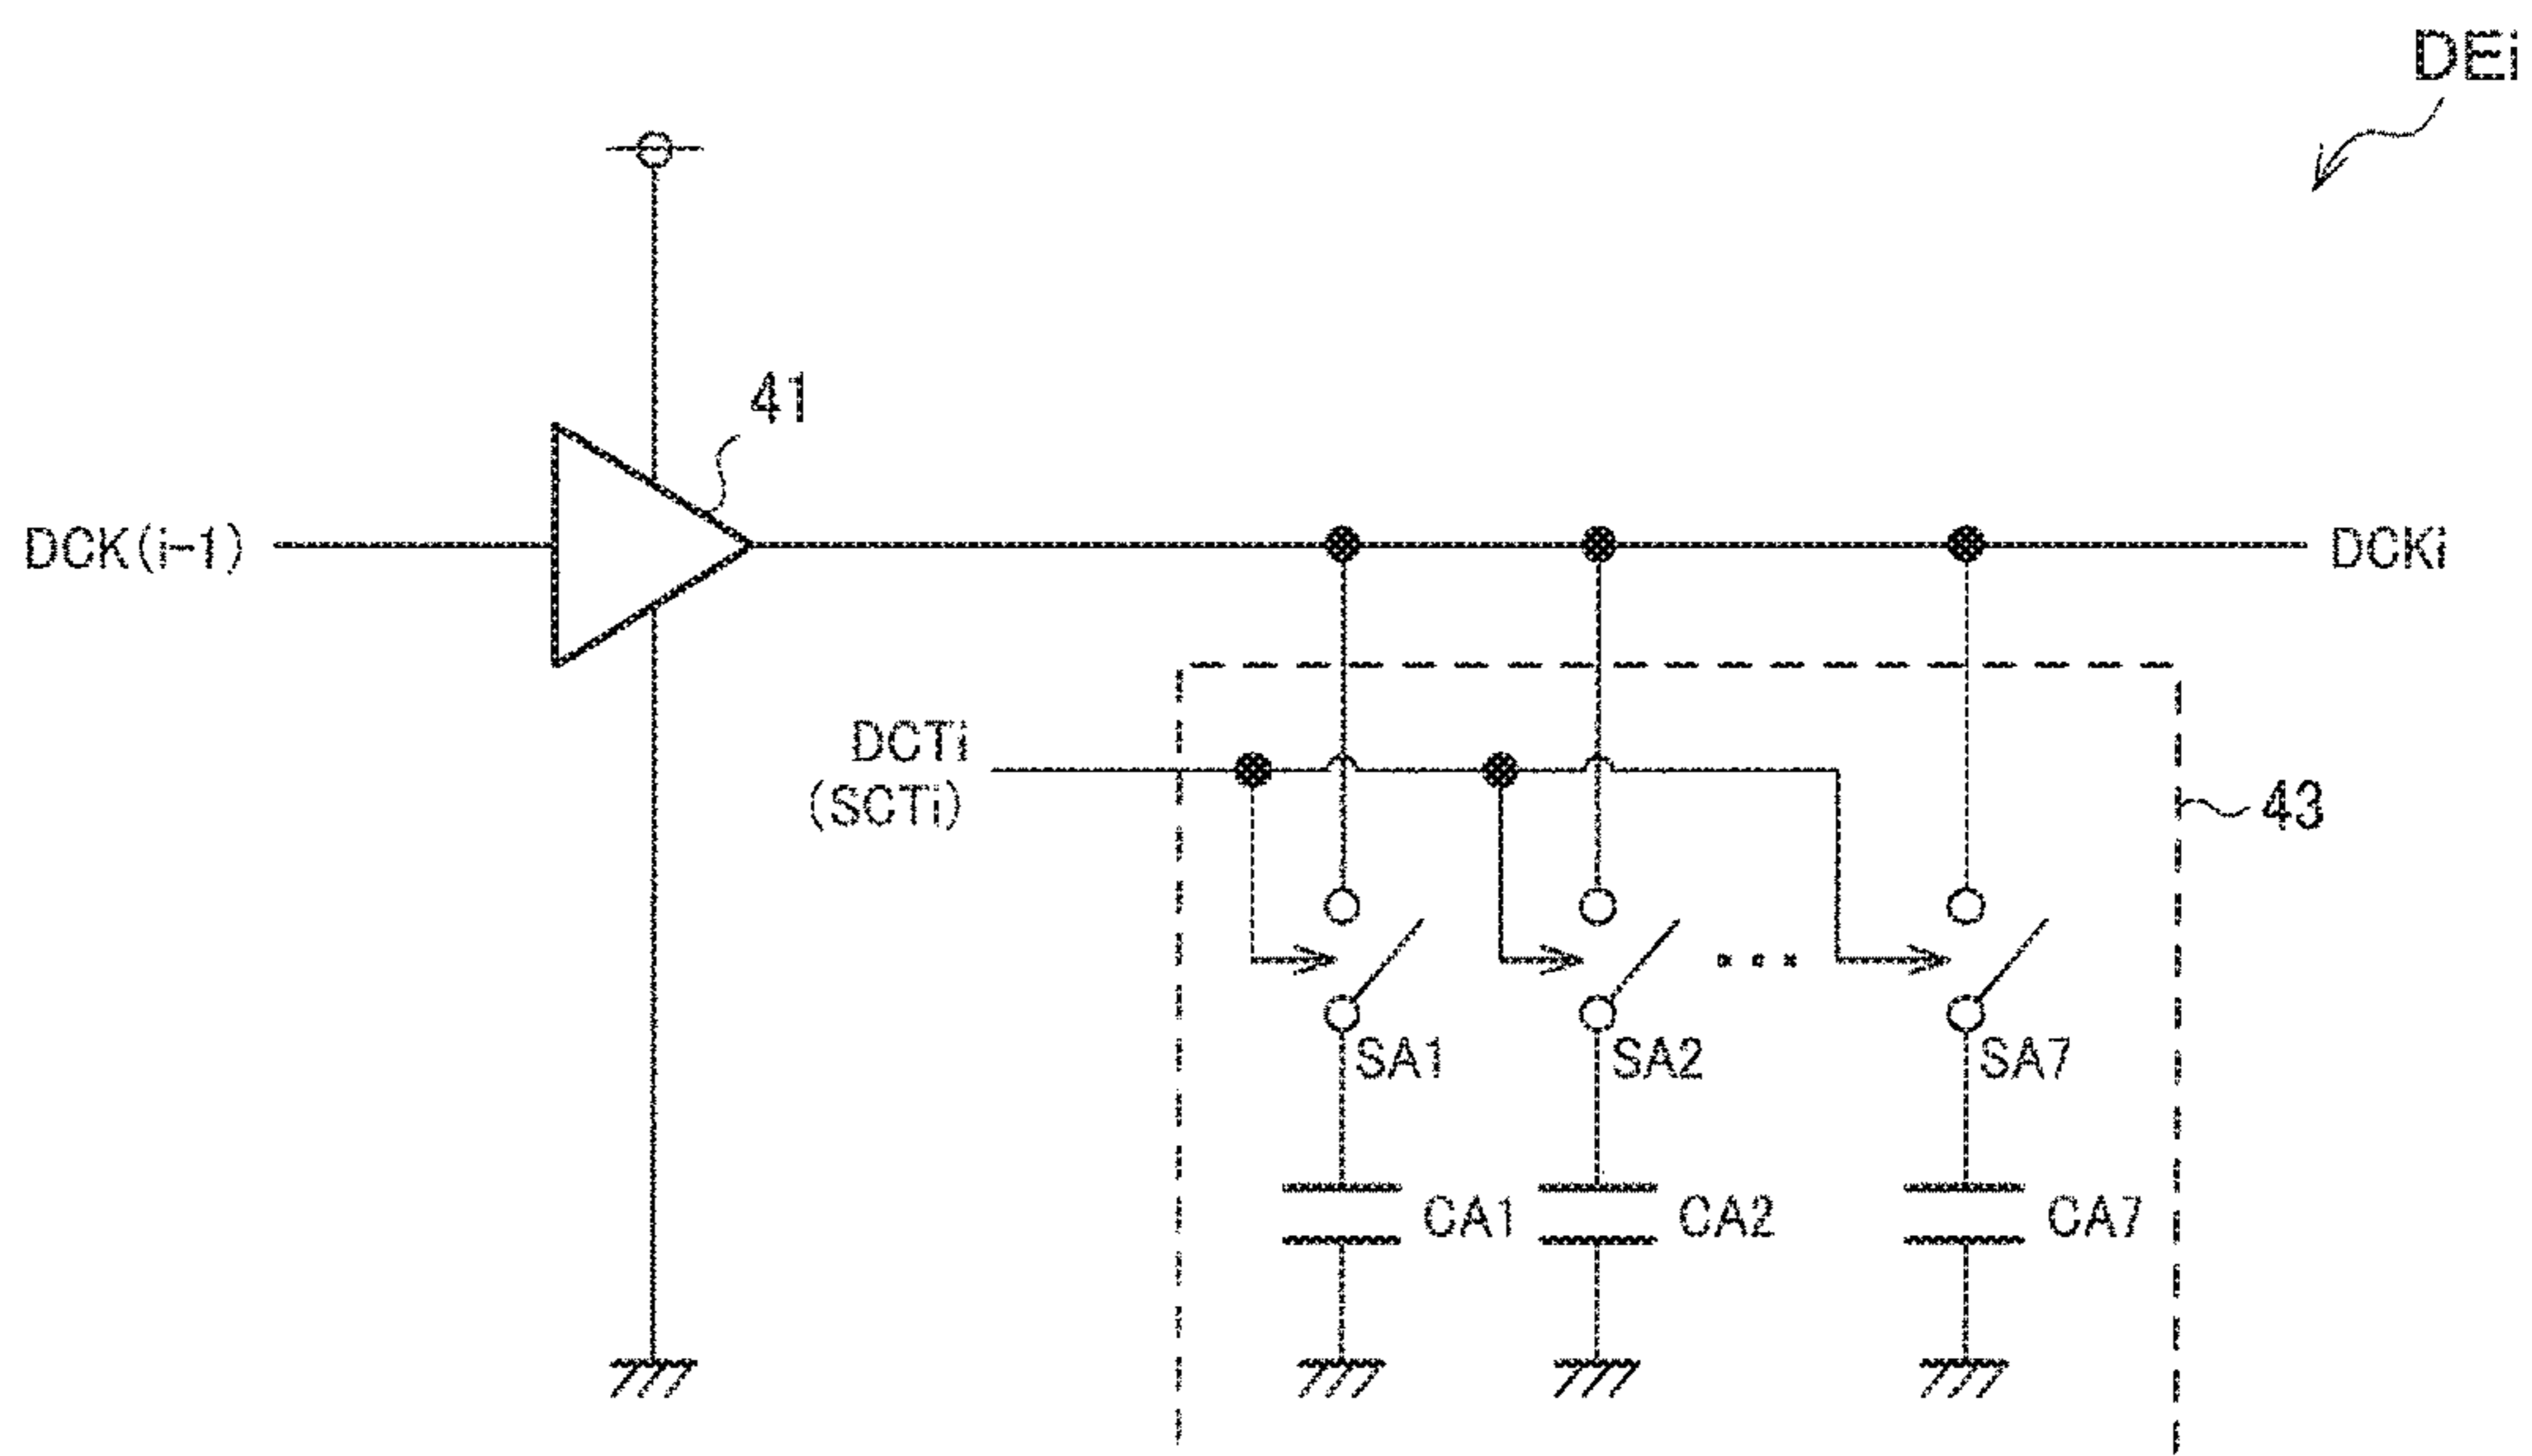 DEi
41
DCK(i-1)
DCKi
DCTi
(SCTi)
43
SA1
SA2
SA7
CA1
CA2
CA7